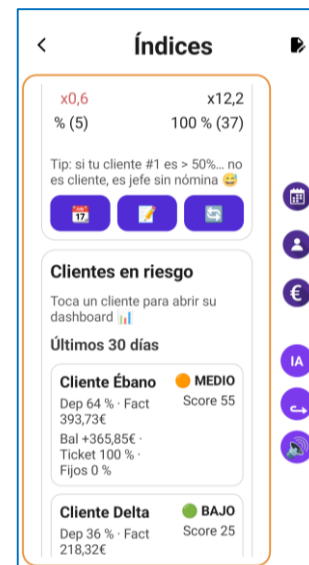 Índices
x0,6 x12,2
% (5) 100 % (37)
Tip: si tu cliente #1 es > 50%... no
es cliente, es jefe sin nómina 😅
17
Clientes en riesgo
Toca un cliente para abrir su
dashboard 📊
Últimos 30 días
Cliente Ébano 🟠 MEDIO
Dep 64 % · Fact Score 55
393,73€
Bal +365,85€ ·
Ticket 100 % ·
Fijos 0 %
Cliente Delta 🟢 BAJO
Dep 36 % · Fact Score 25
218,32€
€
IA